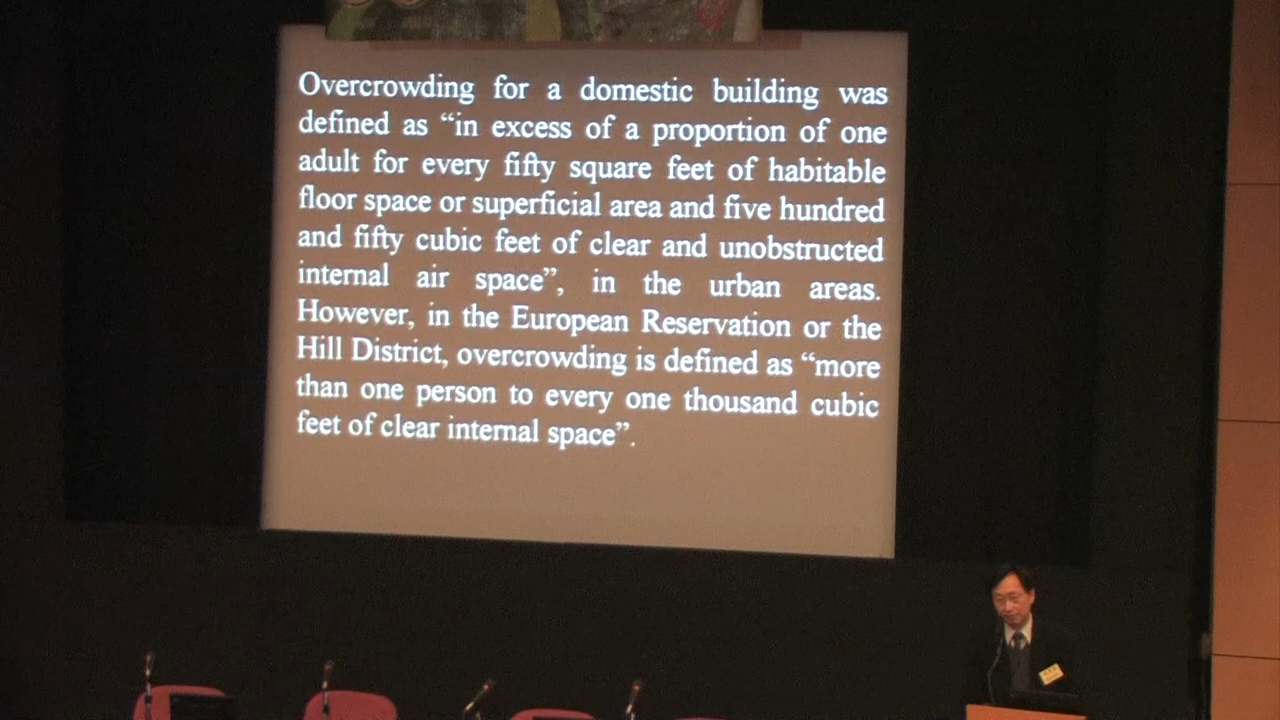 Overcrowding for a domestic building was
defined as “in excess of a proportion of one
adult for every fifty square feet of habitable
floor space or superficial area and five hundred
and fifty cubic feet of clear and unobstructed
internal air space”, in the urban areas.
However, in the European Reservation or the
Hill District, overcrowding is defined as “more
than one person to every one thousand cubic
feet of clear internal space”.